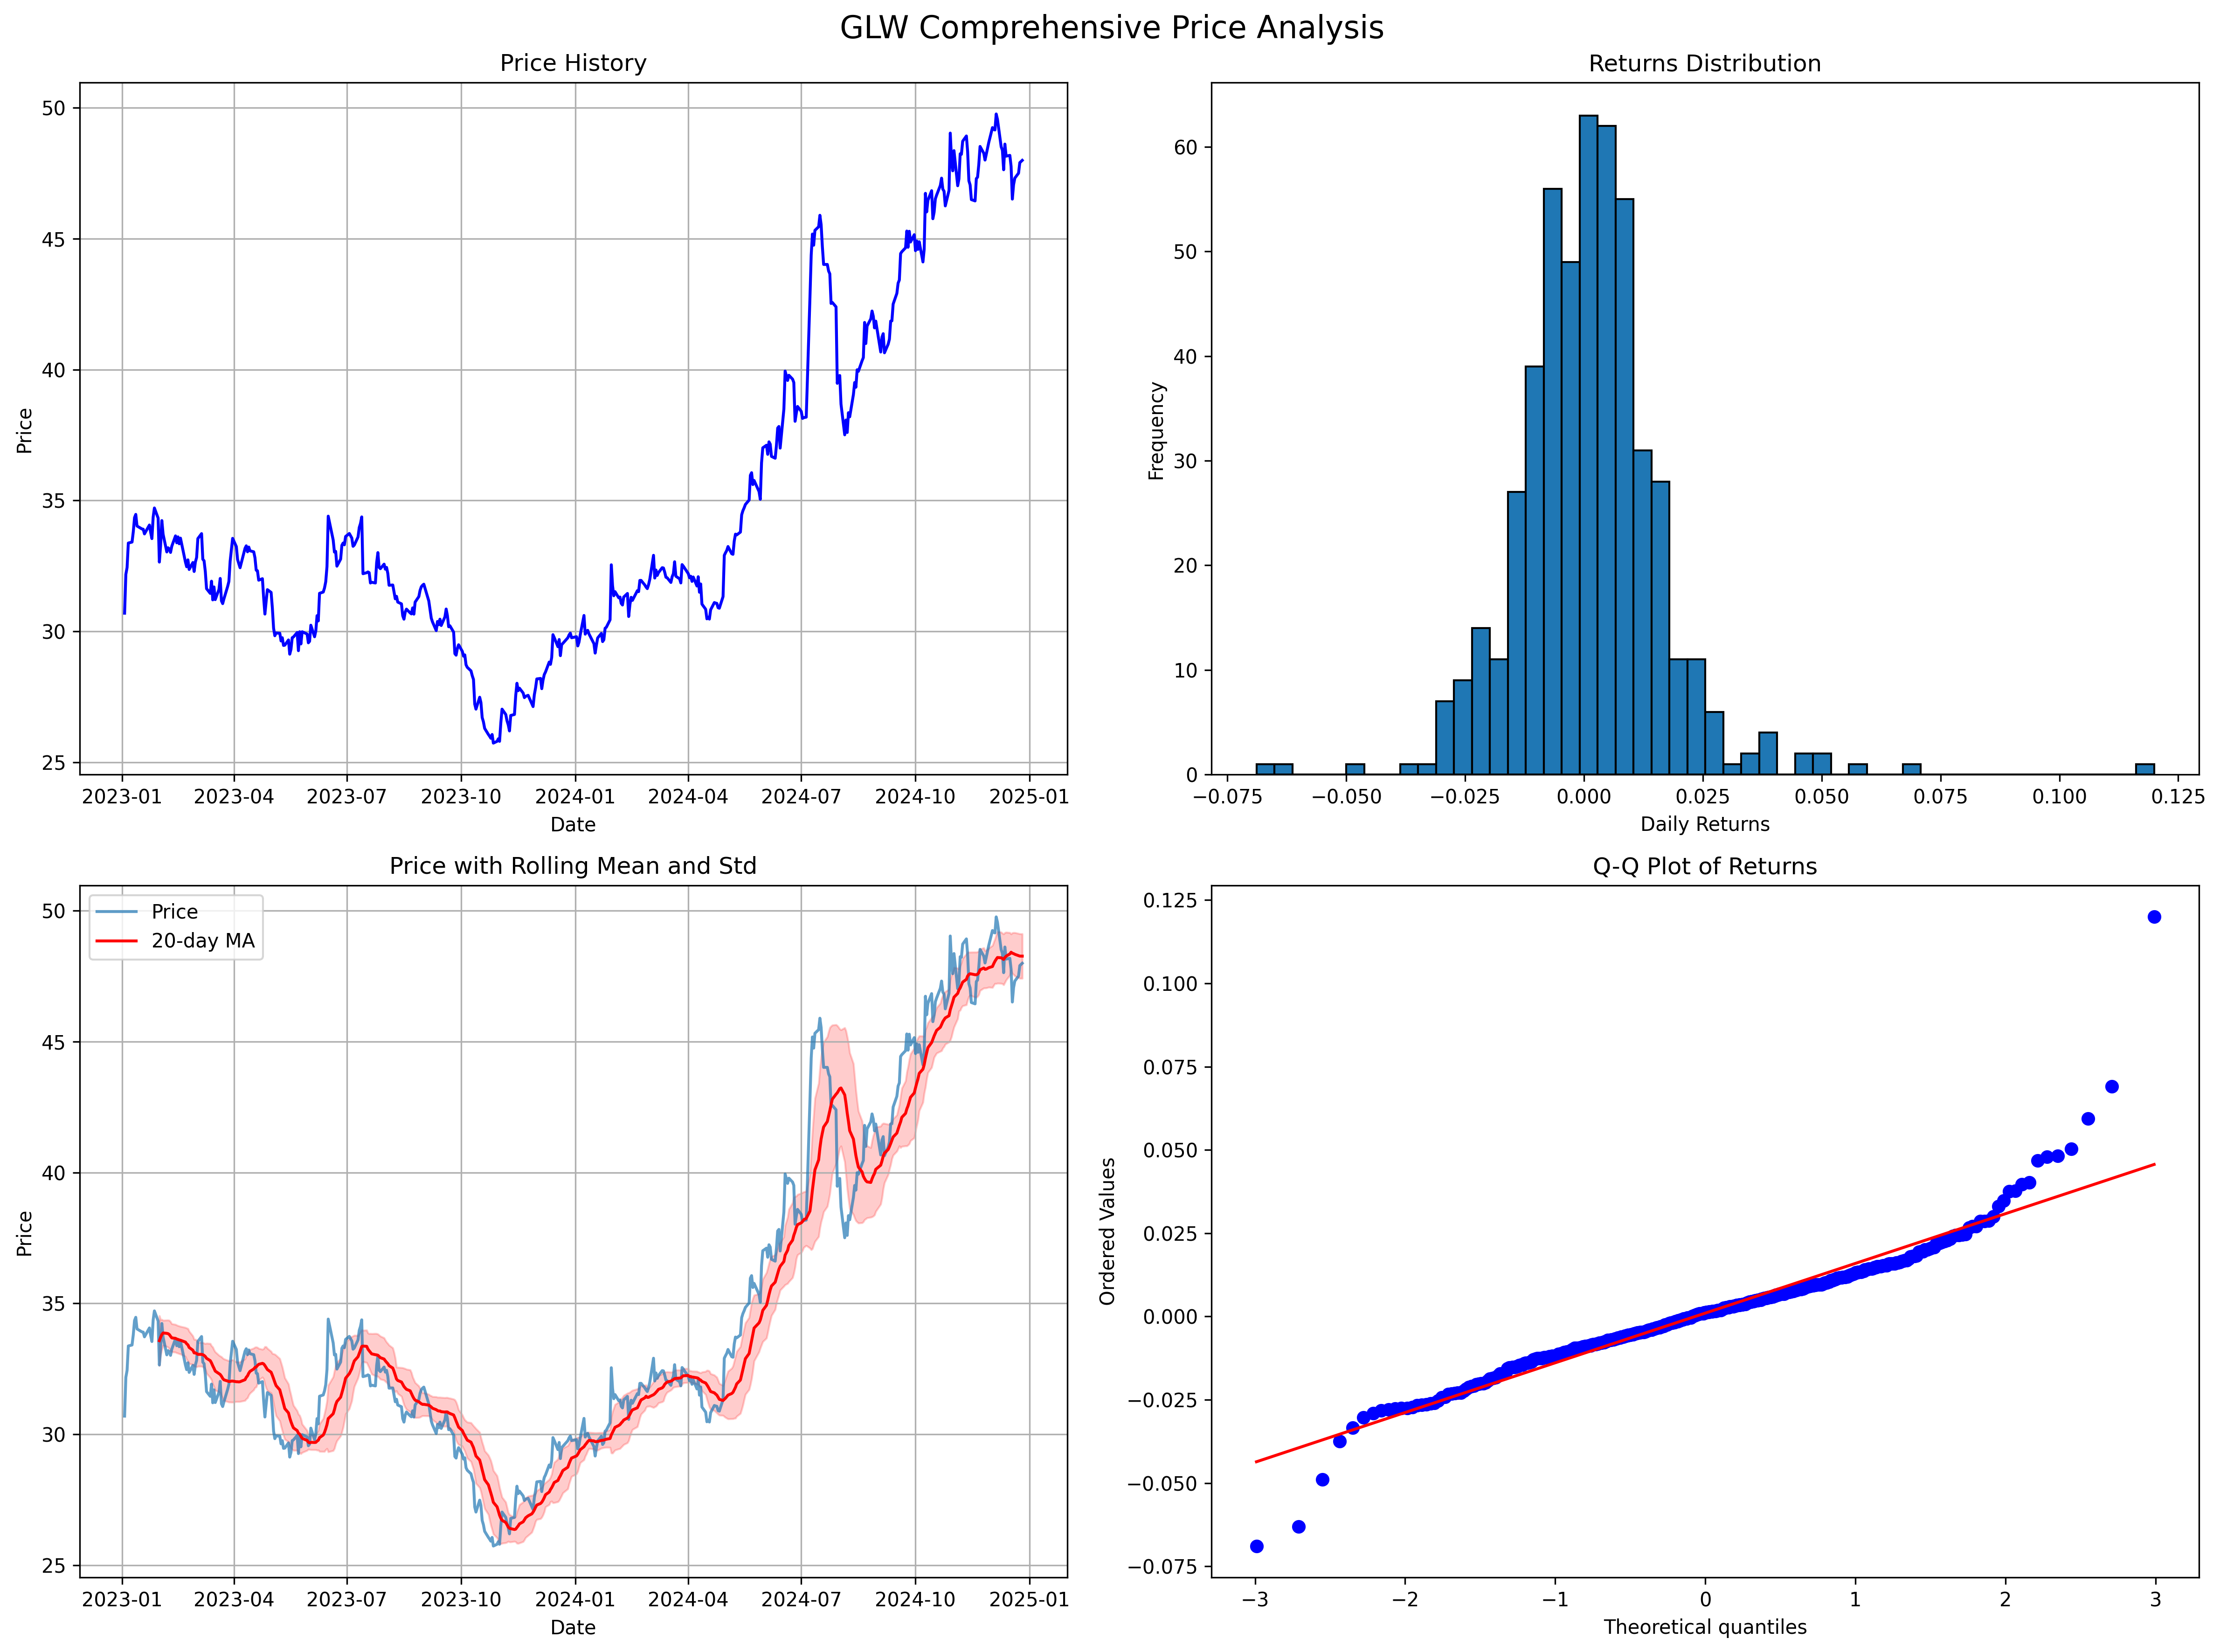 GLW Comprehensive Price Analysis
Price History
50
45
40
35
30
25
Price
2023-01 2023-04 2023-07 2023-10 2024-01 2024-04 2024-07 2024-10 2025-01
Date
Returns Distribution
60
50
40
30
20
10
0
Frequency
−0.075 −0.050 −0.025 0.000 0.025 0.050 0.075 0.100 0.125
Daily Returns
Price with Rolling Mean and Std
Price
20-day MA
50
45
40
35
30
25
Price
2023-01 2023-04 2023-07 2023-10 2024-01 2024-04 2024-07 2024-10 2025-01
Date
Q-Q Plot of Returns
0.125
0.100
0.075
0.050
0.025
0.000
−0.025
−0.050
−0.075
Ordered Values
−3 −2 −1 0 1 2 3
Theoretical quantiles